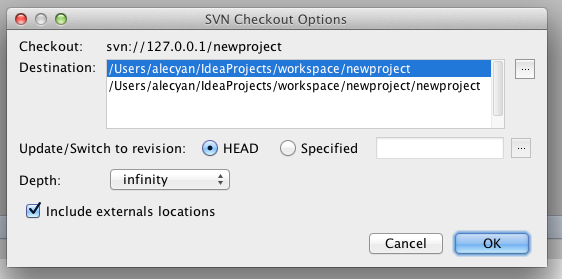 SVN Checkout Options
Checkout: svn://127.0.0.1/newproject
Destination: /Users/alecyan/IdeaProjects/workspace/newproject
/Users/alecyan/IdeaProjects/workspace/newproject/newproject
...
Update/Switch to revision: HEAD Specified ...
Depth: infinity
Include externals locations
Cancel OK